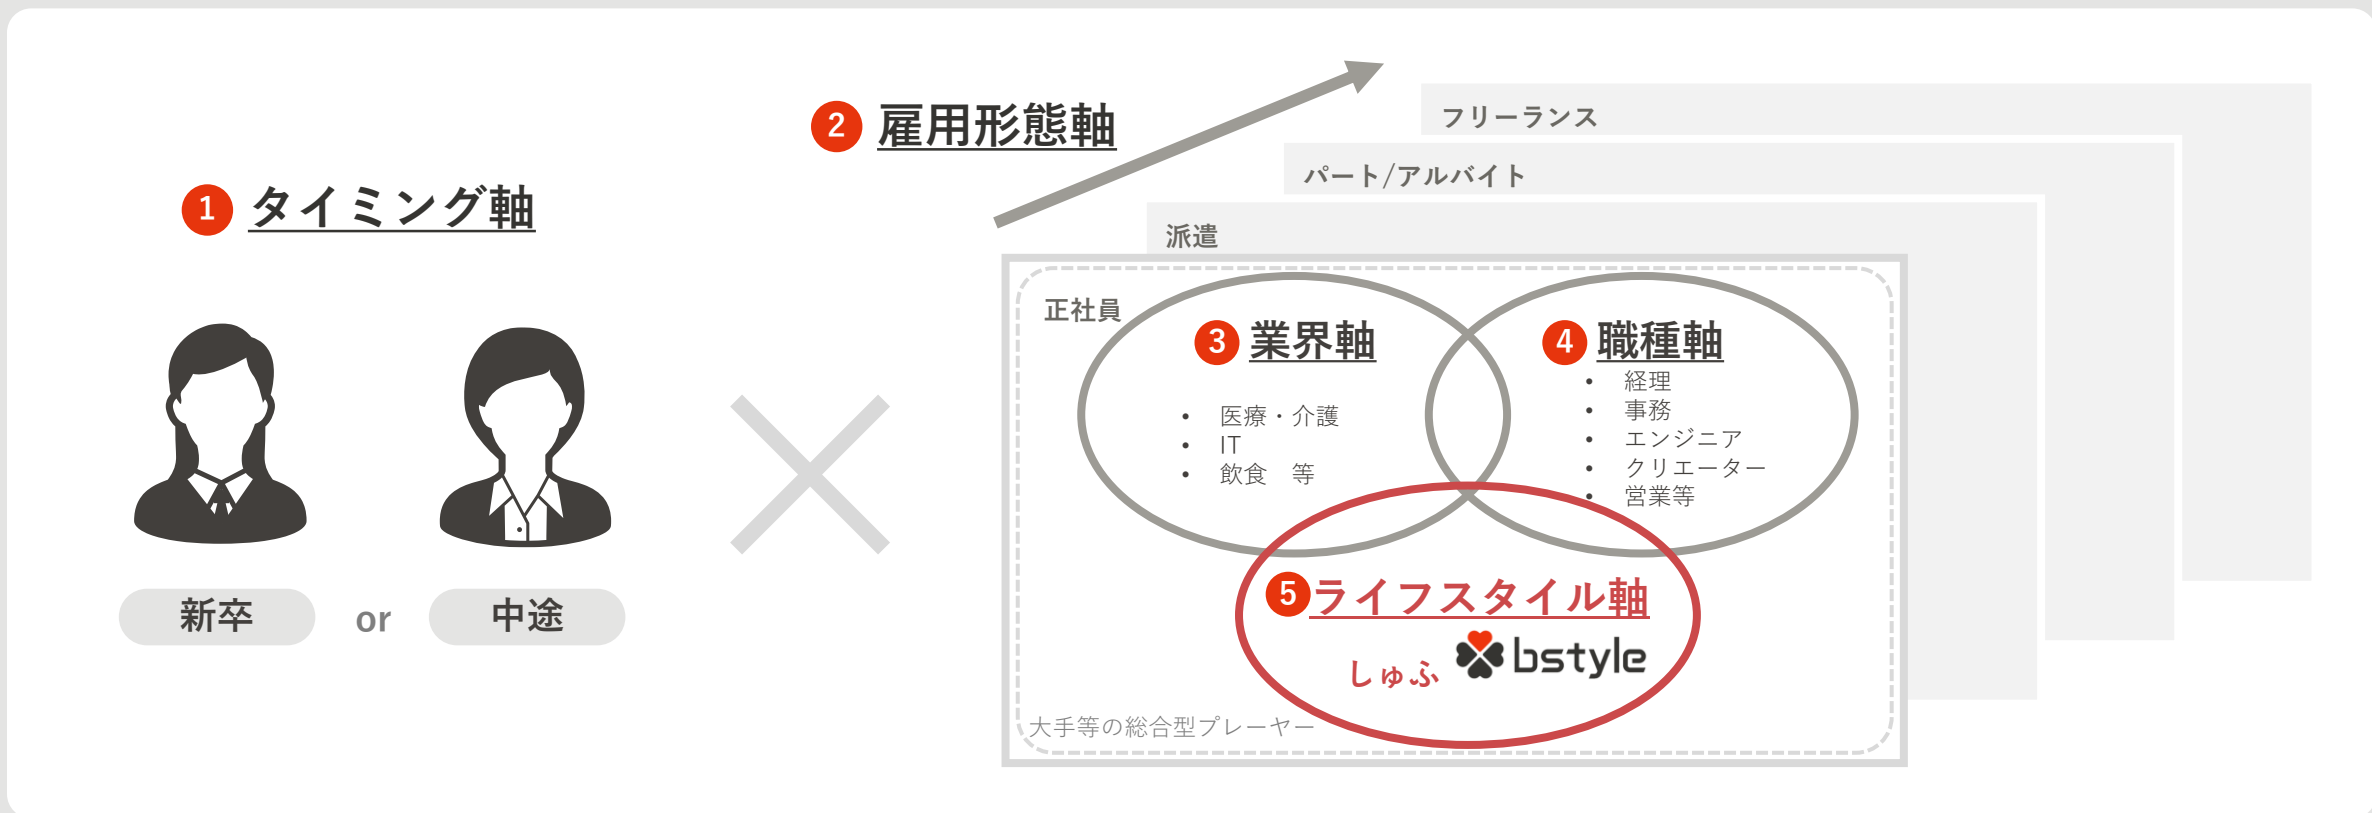 1 タイミング軸
新卒 or 中途
2 雇用形態軸
フリーランス
パート/アルバイト
派遣
正社員
3 業界軸
• 医療・介護
• IT
• 飲食　等
4 職種軸
• 経理
• 事務
• エンジニア
• クリエーター
• 営業等
5 ライフスタイル軸
しゅふ bstyle
大手等の総合型プレーヤー